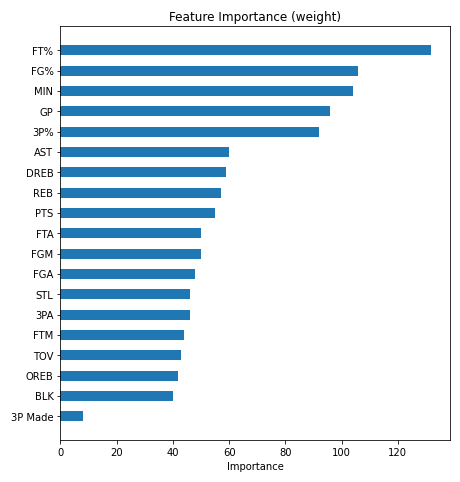 Feature Importance (weight)
FT%
FG%
MIN
GP
3P%
AST
DREB
REB
PTS
FTA
FGM
FGA
STL
3PA
FTM
TOV
OREB
BLK
3P Made
0 20 40 60 80 100 120
Importance